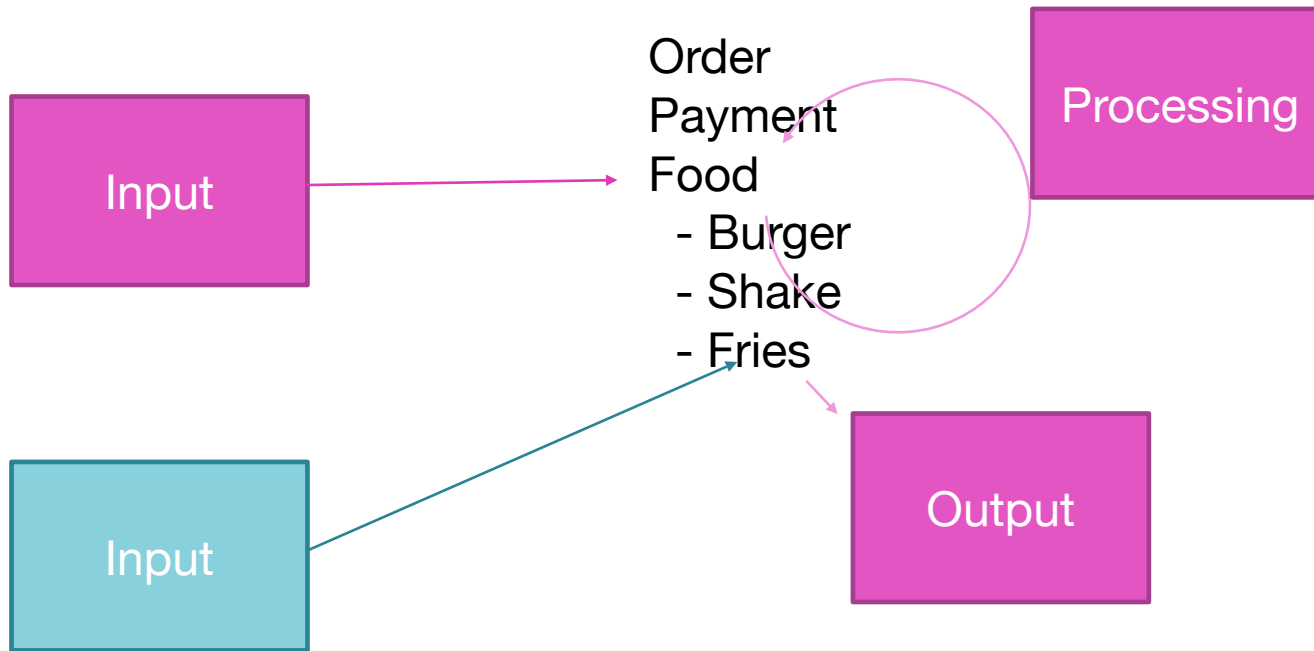 Input
Order
Payment
Food
- Burger
- Shake
- Fries
Processing
Input
Output